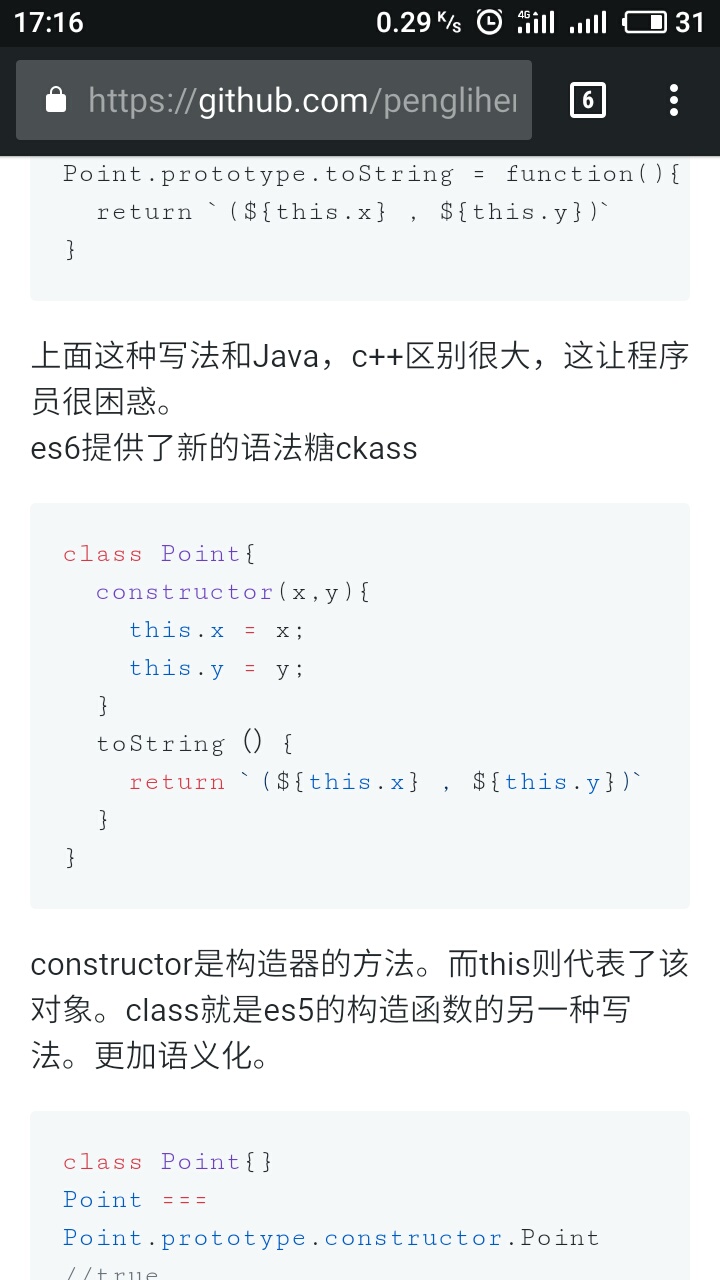 17:16
0.29 K/s 4G 31
https://github.com/pengliher
6
Point.prototype.toString = function(){
return `(${this.x} , ${this.y})`
}
上面这种写法和Java，c++区别很大，这让程序
员很困惑。
es6提供了新的语法糖ckass
class Point{
constructor(x,y){
this.x = x;
this.y = y;
}
toString () {
return `(${this.x} , ${this.y})`
}
}
constructor是构造器的方法。而this则代表了该
对象。class就是es5的构造函数的另一种写
法。更加语义化。
class Point{}
Point ===
Point.prototype.constructor.Point
//true